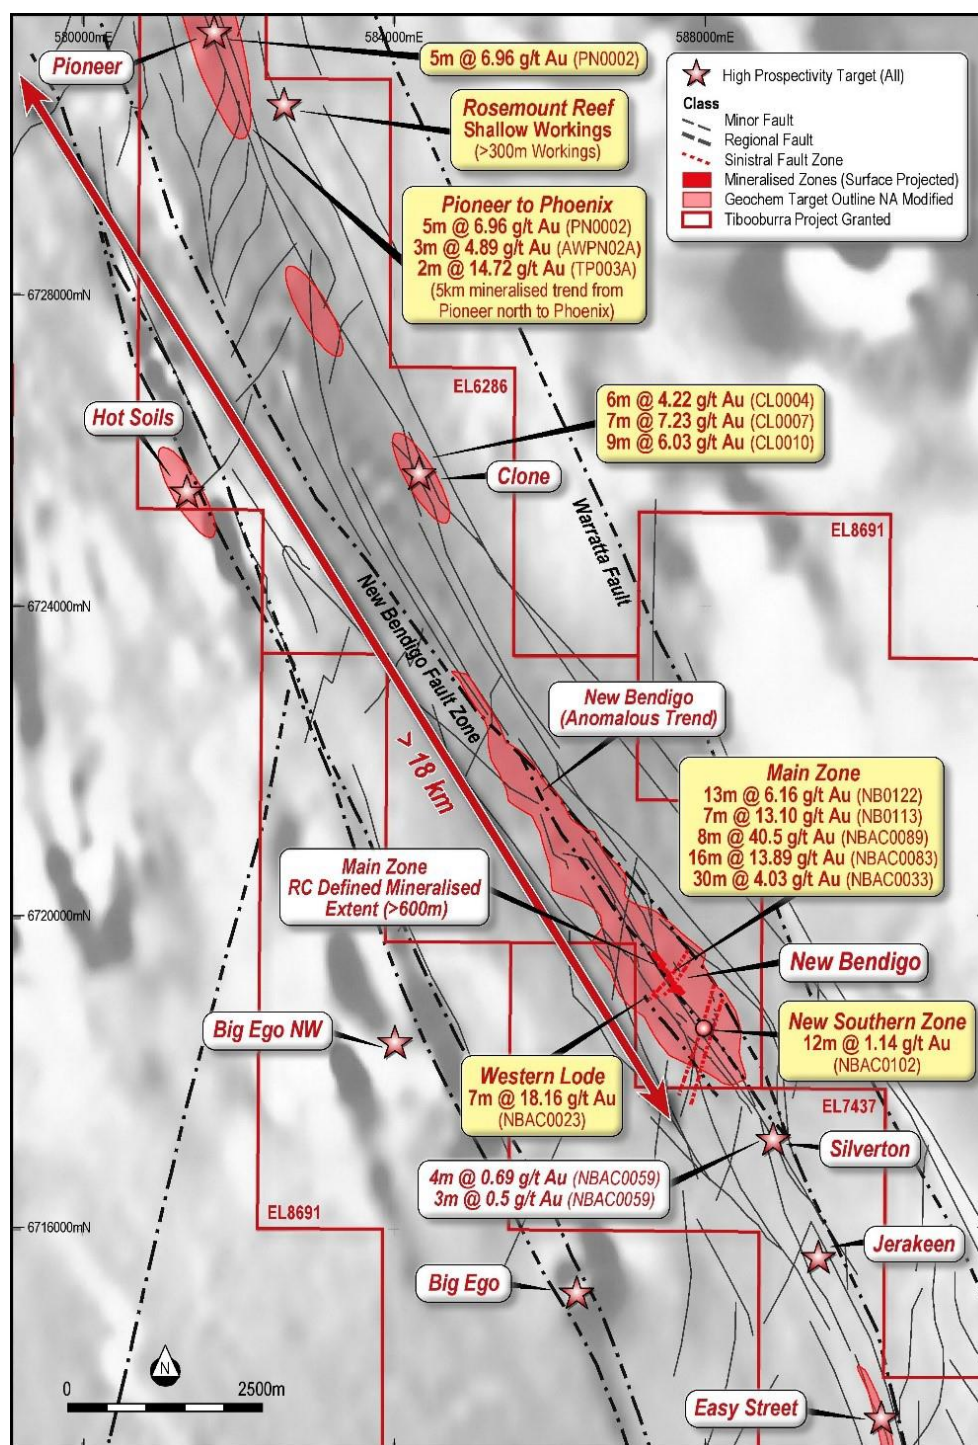 580000mE
584000mE
588000mE
Pioneer
5m @ 6.96 g/t Au (PN0002)
Rosemount Reef
Shallow Workings
(>300m Workings)
High Prospectivity Target (All)
Class
Minor Fault
Regional Fault
Sinistral Fault Zone
Mineralised Zones (Surface Projected)
Geochem Target Outline NA Modified
Tibooburra Project Granted
Pioneer to Phoenix
5m @ 6.96 g/t Au (PN0002)
3m @ 4.89 g/t Au (AWPN02A)
2m @ 14.72 g/t Au (TP003A)
(5km mineralised trend from
Pioneer north to Phoenix)
6728000mN
EL6286
Hot Soils
6m @ 4.22 g/t Au (CL0004)
7m @ 7.23 g/t Au (CL0007)
9m @ 6.03 g/t Au (CL0010)
Clone
Warratta Fault
EL8691
6724000mN
New Bendigo Fault Zone
New Bendigo
(Anomalous Trend)
> 18 km
Main Zone
13m @ 6.16 g/t Au (NB0122)
7m @ 13.10 g/t Au (NB0113)
8m @ 40.5 g/t Au (NBAC0089)
16m @ 13.89 g/t Au (NBAC0083)
30m @ 4.03 g/t Au (NBAC0033)
Main Zone
RC Defined Mineralised
Extent (>600m)
6720000mN
New Bendigo
Big Ego NW
New Southern Zone
12m @ 1.14 g/t Au
(NBAC0102)
Western Lode
7m @ 18.16 g/t Au
(NBAC0023)
EL7437
Silverton
4m @ 0.69 g/t Au (NBAC0059)
3m @ 0.5 g/t Au (NBAC0059)
EL8691
6716000mN
Jerakeen
Big Ego
N
0 2500m
Easy Street